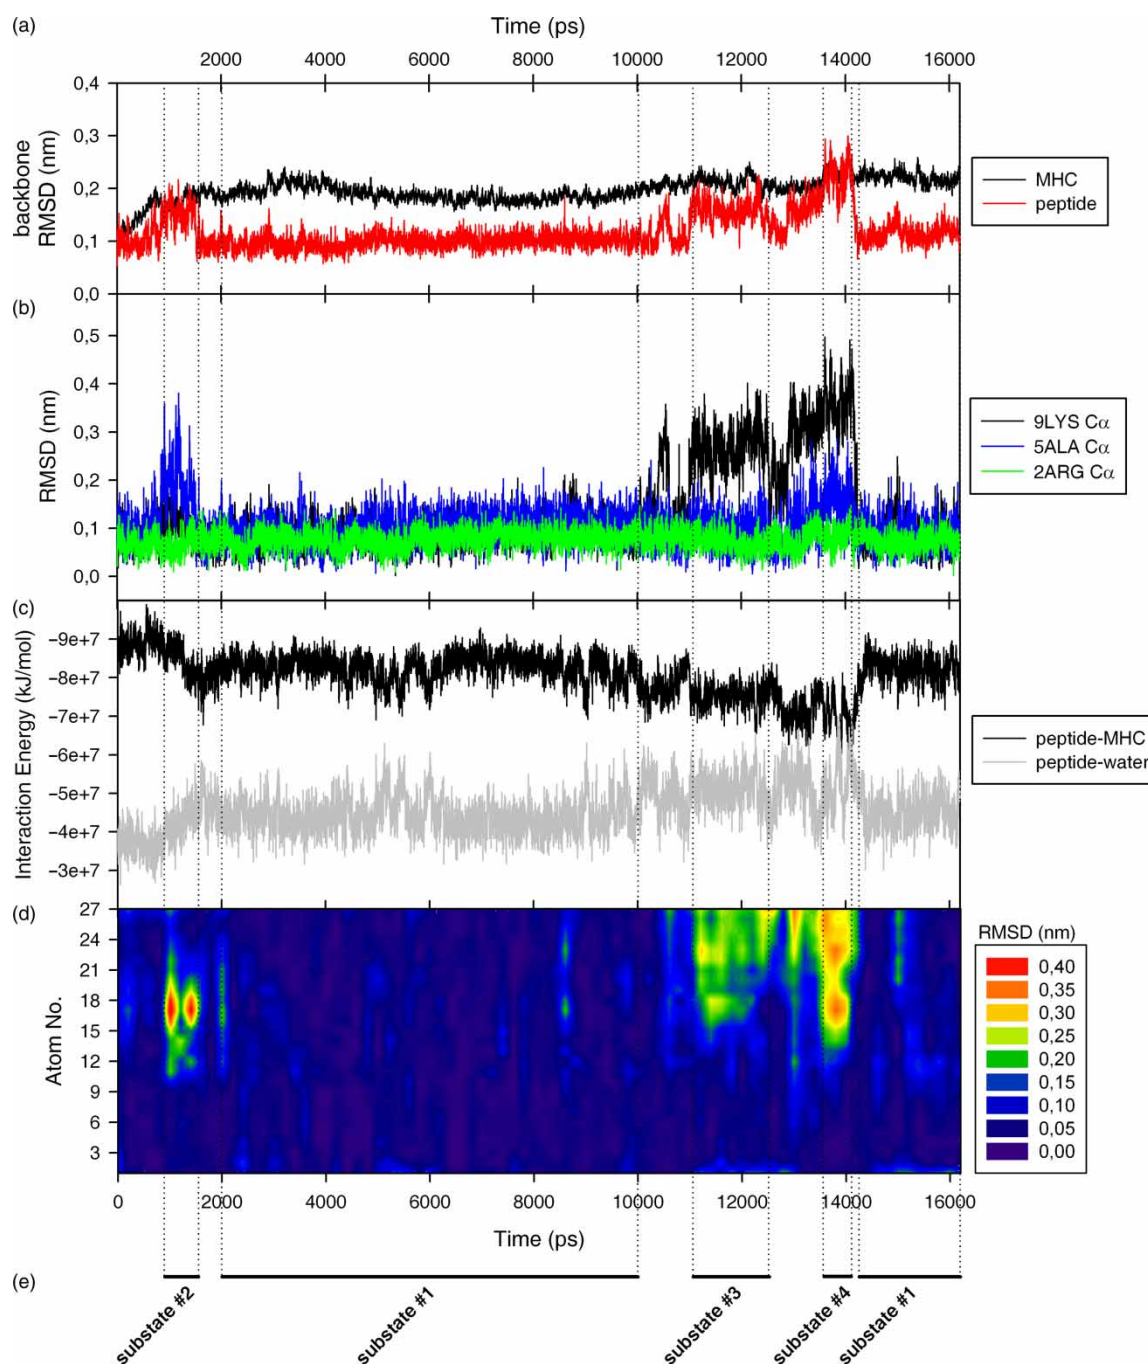 (a)
Time (ps)
2000 4000 6000 8000 10000 12000 14000 16000
0,4
0,3
0,2
0,1
0,0
backbone
RMSD (nm)
MHC
peptide
(b)
0,5
0,4
0,3
0,2
0,1
0,0
RMSD (nm)
9LYS Cα
5ALA Cα
2ARG Cα
(c)
−9e+7
−8e+7
−7e+7
−6e+7
−5e+7
−4e+7
−3e+7
Interaction Energy (kJ/mol)
peptide-MHC
peptide-water
(d)
27
24
21
18
15
12
9
6
3
Atom No.
RMSD (nm)
0,40
0,35
0,30
0,25
0,20
0,15
0,10
0,05
0,00
0 2000 4000 6000 8000 10000 12000 14000 16000
Time (ps)
(e)
substate #2
substate #1
substate #3
substate #4
substate #1